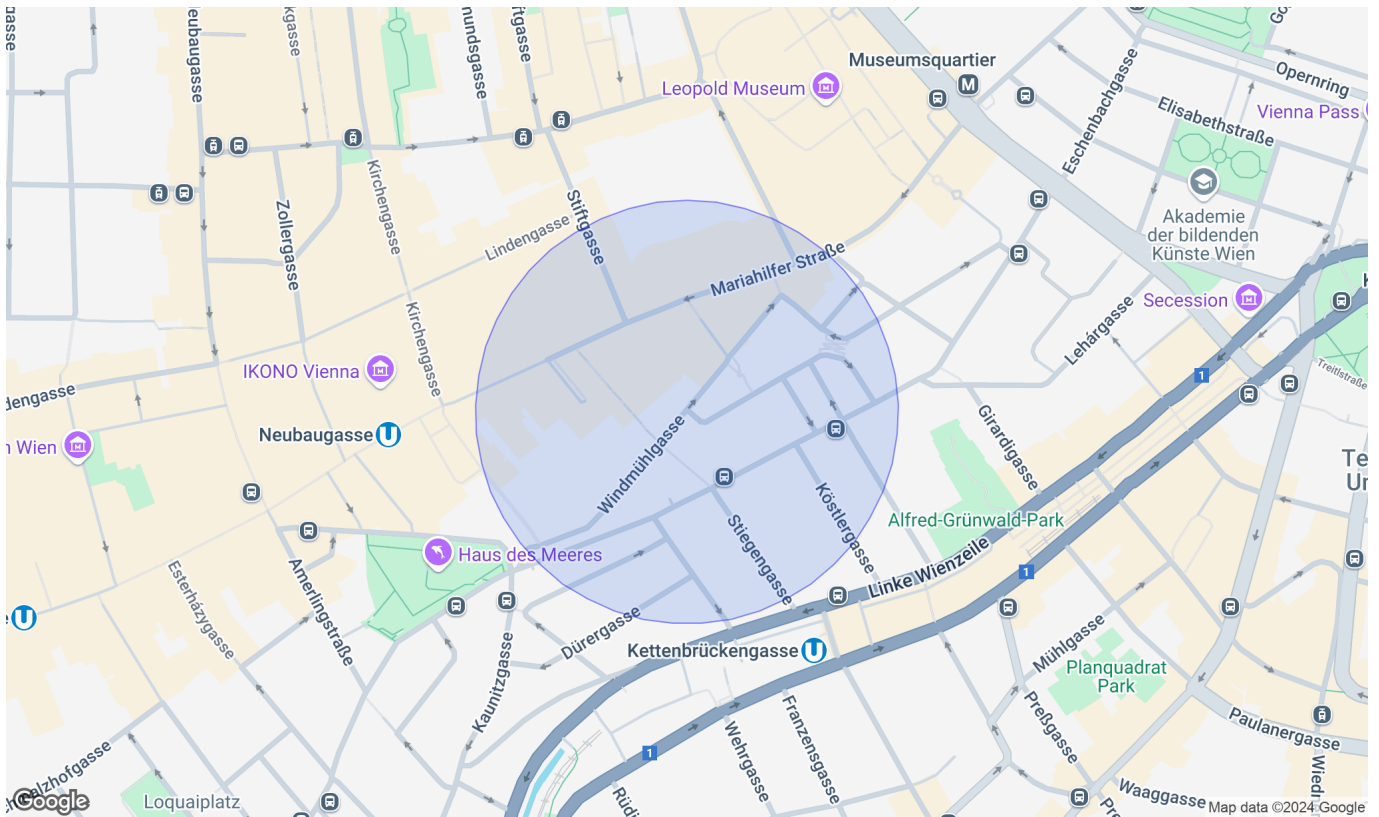 Museumsquartier
M
Leopold Museum
Opernring
Elisabethstraße
Vienna Pass
Eschenbachgasse
Akademie
der bildenden
Künste Wien
Kirchengasse
Zollergasse
Stiftgasse
Lindengasse
Mariahilfer Straße
Secession
Lehárgasse
1
Treitlstraße
Kirchengasse
IKONO Vienna
Neubaugasse
U
Windmühlgasse
Girardigasse
Köstlergasse
Stiegengasse
Alfred-Grünwald-Park
Linke Wienzeile
1
Haus des Meeres
Amerlingstraße
Esterházygasse
U
Dürergasse
Kettenbrückengasse
U
Kaunitzgasse
Mühlgasse
Planquadrat
Park
Preßgasse
Paulanergasse
Franzensgasse
Wehrgasse
1
Waaggasse
Loquaiplatz
Google
Map data ©2024 Google